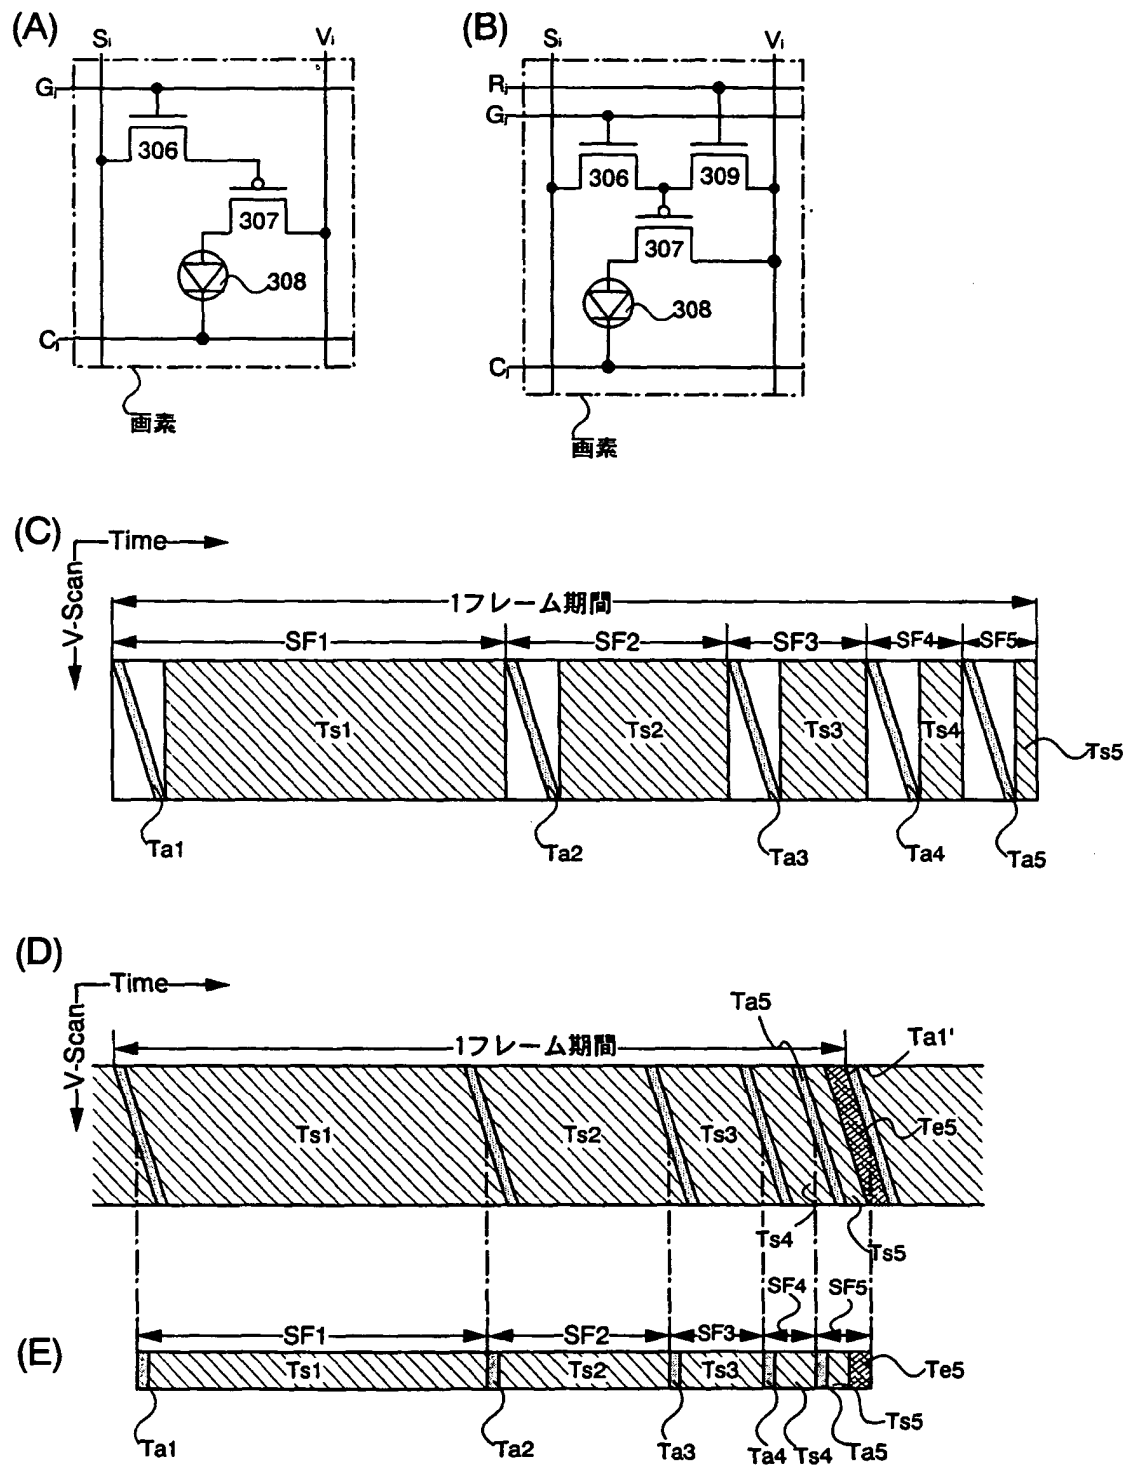 (A)
Si
Vi
Gj
306
307
308
Cj
画素
(B)
Si
Vi
Rj
Gj
306
309
307
308
Cj
画素
(C)
Time
V-Scan
1フレーム期間
SF1
SF2
SF3
SF4
SF5
Ts1
Ts2
Ts3
Ts4
Ts5
Ta1
Ta2
Ta3
Ta4
Ta5
(D)
Time
V-Scan
Ta5
1フレーム期間
Ta1'
Ts1
Ts2
Ts3
Te5
Ts4
Ts5
(E)
SF1
SF2
SF3
SF4
SF5
Ts1
Ts2
Ts3
Te5
Ts5
Ta1
Ta2
Ta3
Ta4
Ts4
Ta5